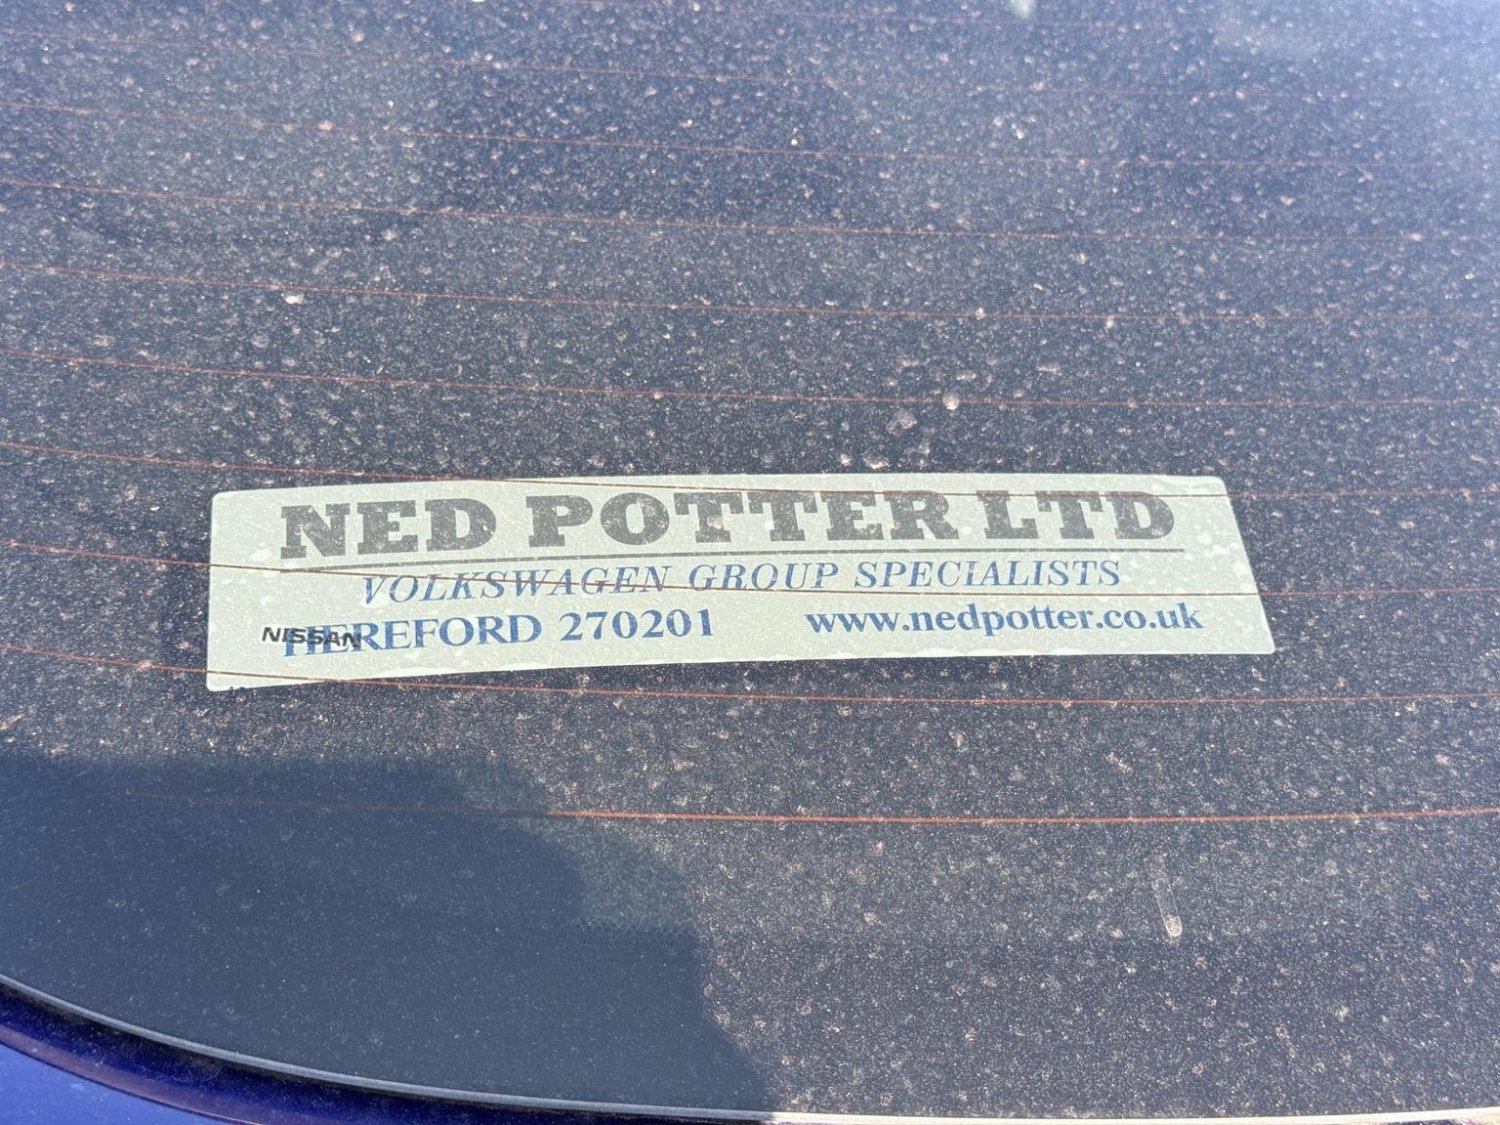 NED POTTER LTD
VOLKSWAGEN GROUP SPECIALISTS
HEREFORD 270201 www.nedpotter.co.uk
NISSAN